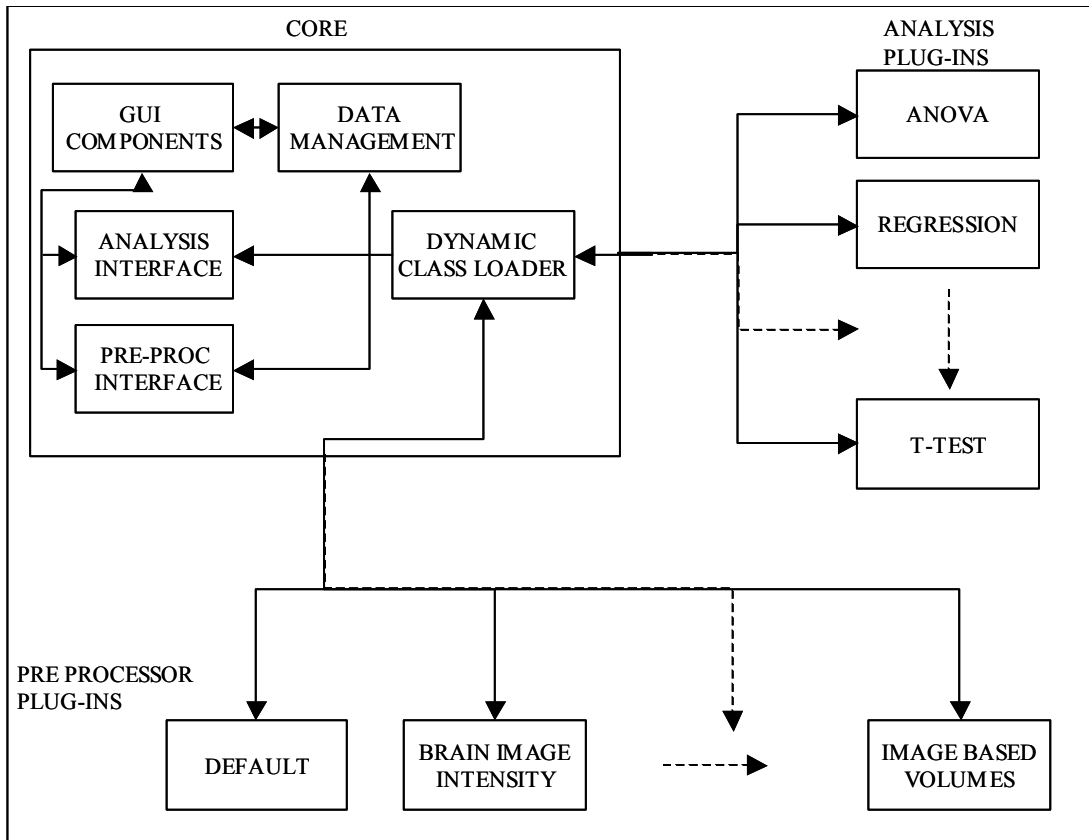 CORE
ANALYSIS
PLUG-INS
GUI
COMPONENTS
DATA
MANAGEMENT
ANOVA
ANALYSIS
INTERFACE
DYNAMIC
CLASS LOADER
REGRESSION
PRE-PROC
INTERFACE
T-TEST
PRE PROCESSOR
PLUG-INS
DEFAULT
BRAIN IMAGE
INTENSITY
IMAGE BASED
VOLUMES